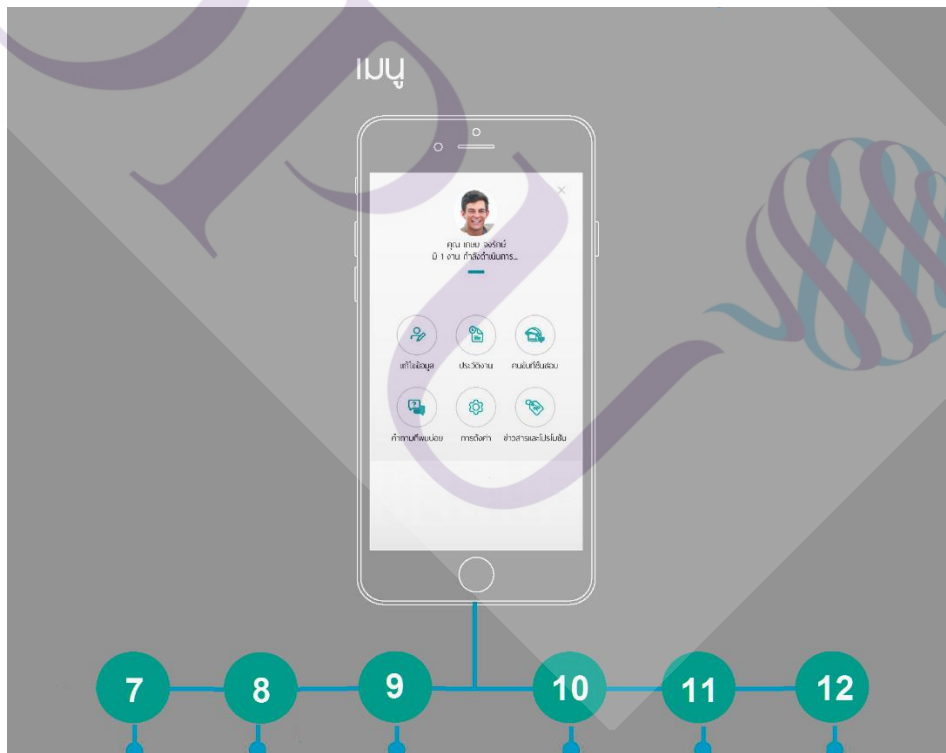 เมนู
คุณ เกษม จงรักษ์
มี 1 งาน กำลังดำเนินการ...
แก้ไขข้อมูล
ประวัติงาน
คนขับที่ชื่นชอบ
คำถามที่พบบ่อย
การตั้งค่า
ข่าวสารและโปรโมชั่น
7 8 9 10 11 12